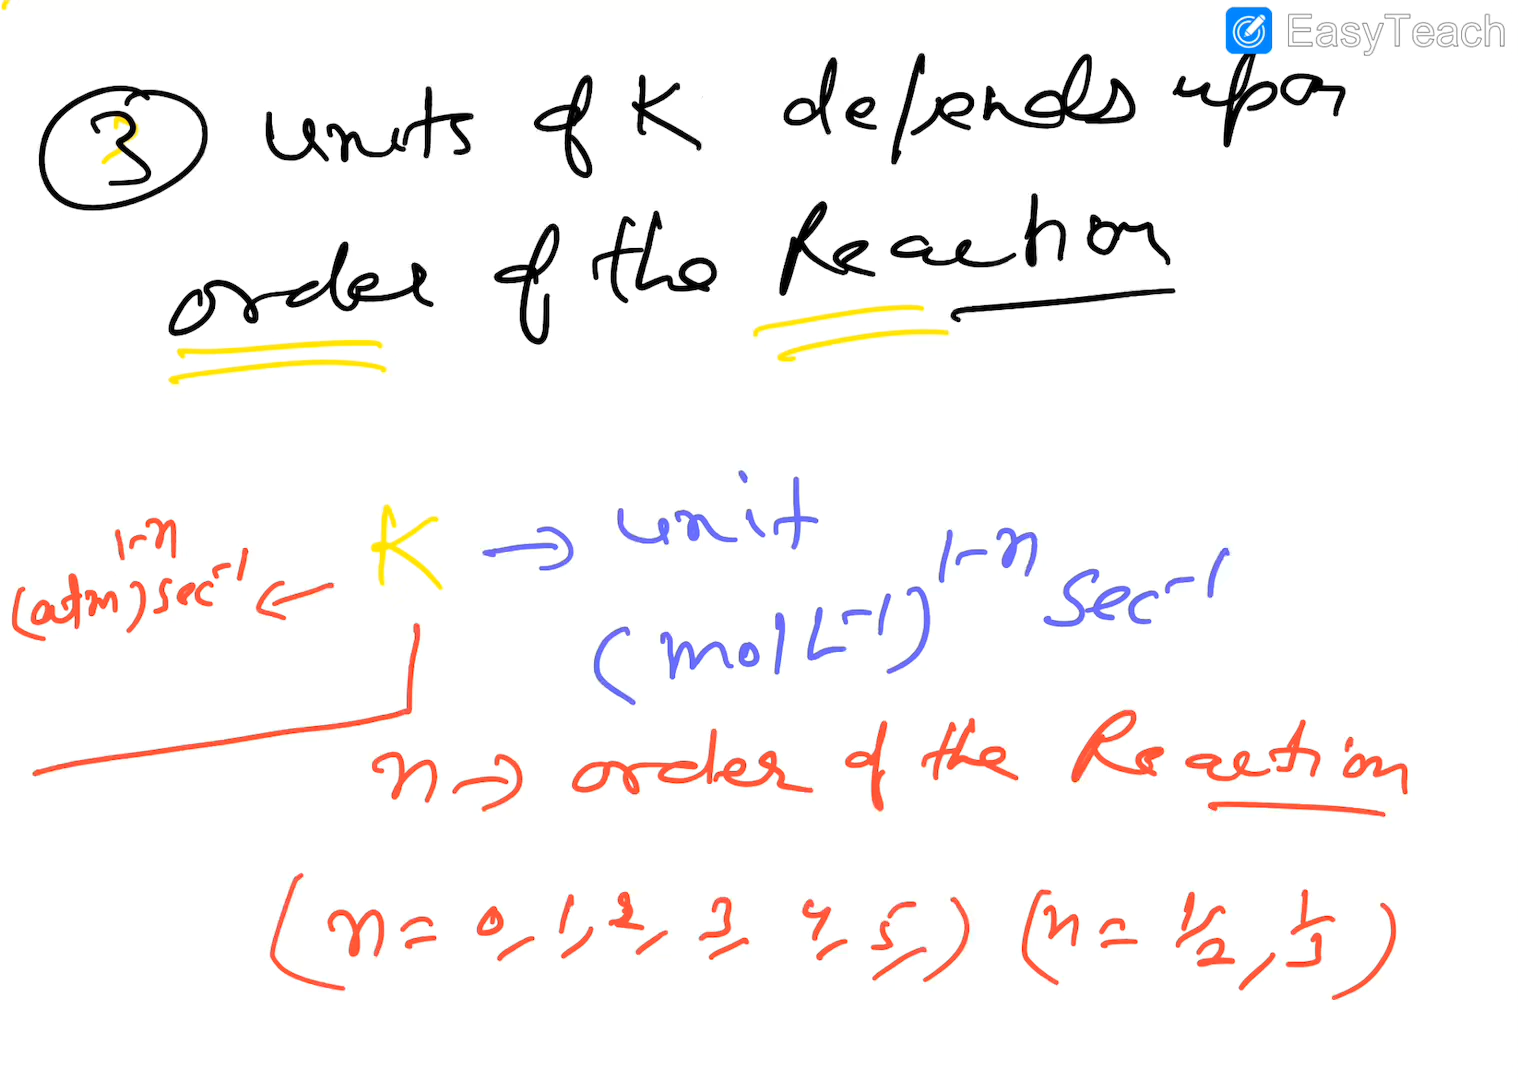 EasyTeach
③ units of K depends upon
order of the Reaction
K → unit
(atm)^1-n sec^-1 ←
(mol L^-1)^1-n sec^-1
n → order of the Reaction
(n = 0, 1, 2, 3, 4, 5,) (n = 1/2, 1/3)